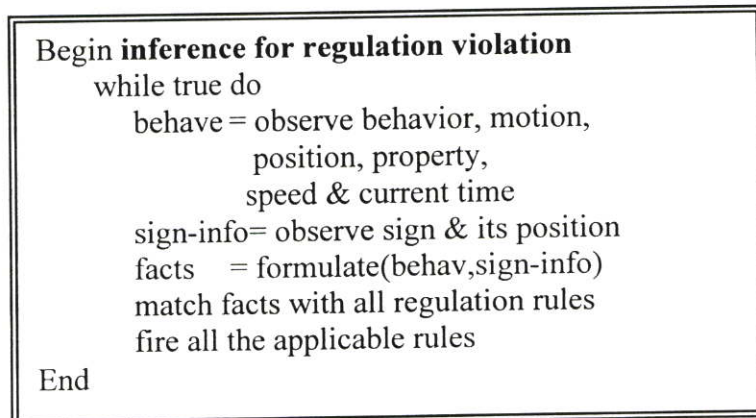 Begin inference for regulation violation
while true do
behave = observe behavior, motion,
position, property,
speed & current time
sign-info= observe sign & its position
facts = formulate(behav,sign-info)
match facts with all regulation rules
fire all the applicable rules
End